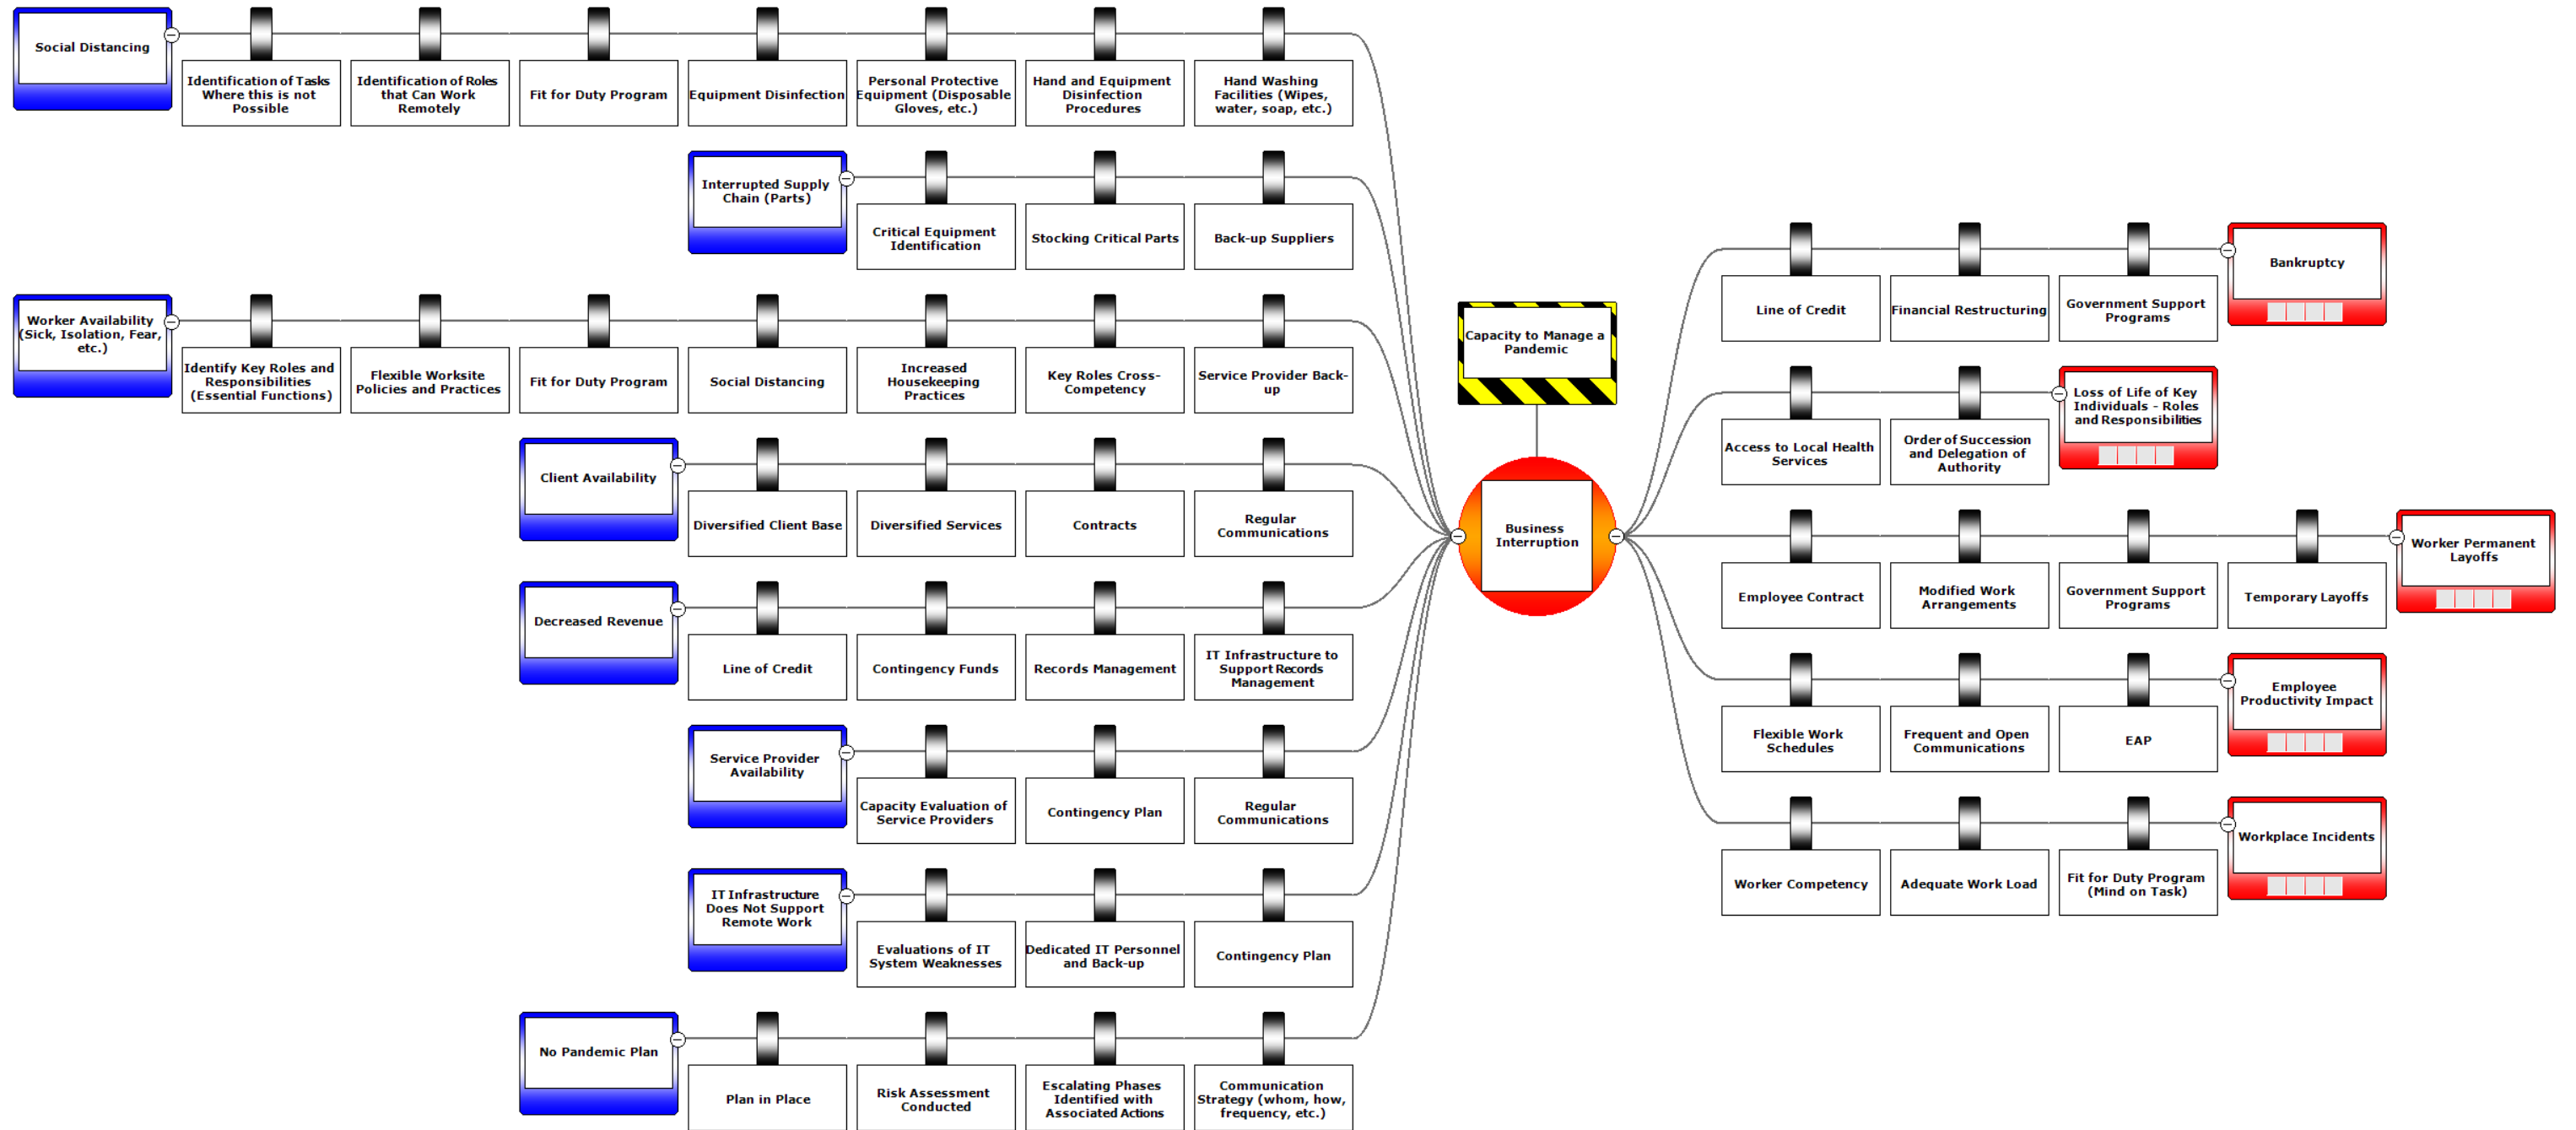 Social Distancing
Identification of Tasks
Where this is not
Possible
Identification of Roles
that Can Work
Remotely
Fit for Duty Program
Equipment Disinfection
Personal Protective
Equipment (Disposable
Gloves, etc.)
Hand and Equipment
Disinfection
Procedures
Hand Washing
Facilities (Wipes,
water, soap, etc.)
Interrupted Supply
Chain (Parts)
Critical Equipment
Identification
Stocking Critical Parts
Back-up Suppliers
Worker Availability
(Sick, Isolation, Fear,
etc.)
Identify Key Roles and
Responsibilities
(Essential Functions)
Flexible Worksite
Policies and Practices
Fit for Duty Program
Social Distancing
Increased
Housekeeping
Practices
Key Roles Cross-
Competency
Service Provider Back-
up
Client Availability
Diversified Client Base
Diversified Services
Contracts
Regular
Communications
Decreased Revenue
Line of Credit
Contingency Funds
Records Management
IT Infrastructure to
Support Records
Management
Service Provider
Availability
Capacity Evaluation of
Service Providers
Contingency Plan
Regular
Communications
IT Infrastructure
Does Not Support
Remote Work
Evaluations of IT
System Weaknesses
Dedicated IT Personnel
and Back-up
Contingency Plan
No Pandemic Plan
Plan in Place
Risk Assessment
Conducted
Escalating Phases
Identified with
Associated Actions
Communication
Strategy (whom, how,
frequency, etc.)
Capacity to Manage a
Pandemic
Business
Interruption
Line of Credit
Financial Restructuring
Government Support
Programs
Bankruptcy
Access to Local Health
Services
Order of Succession
and Delegation of
Authority
Loss of Life of Key
Individuals - Roles
and Responsibilities
Employee Contract
Modified Work
Arrangements
Government Support
Programs
Temporary Layoffs
Worker Permanent
Layoffs
Flexible Work
Schedules
Frequent and Open
Communications
EAP
Employee
Productivity Impact
Worker Competency
Adequate Work Load
Fit for Duty Program
(Mind on Task)
Workplace Incidents